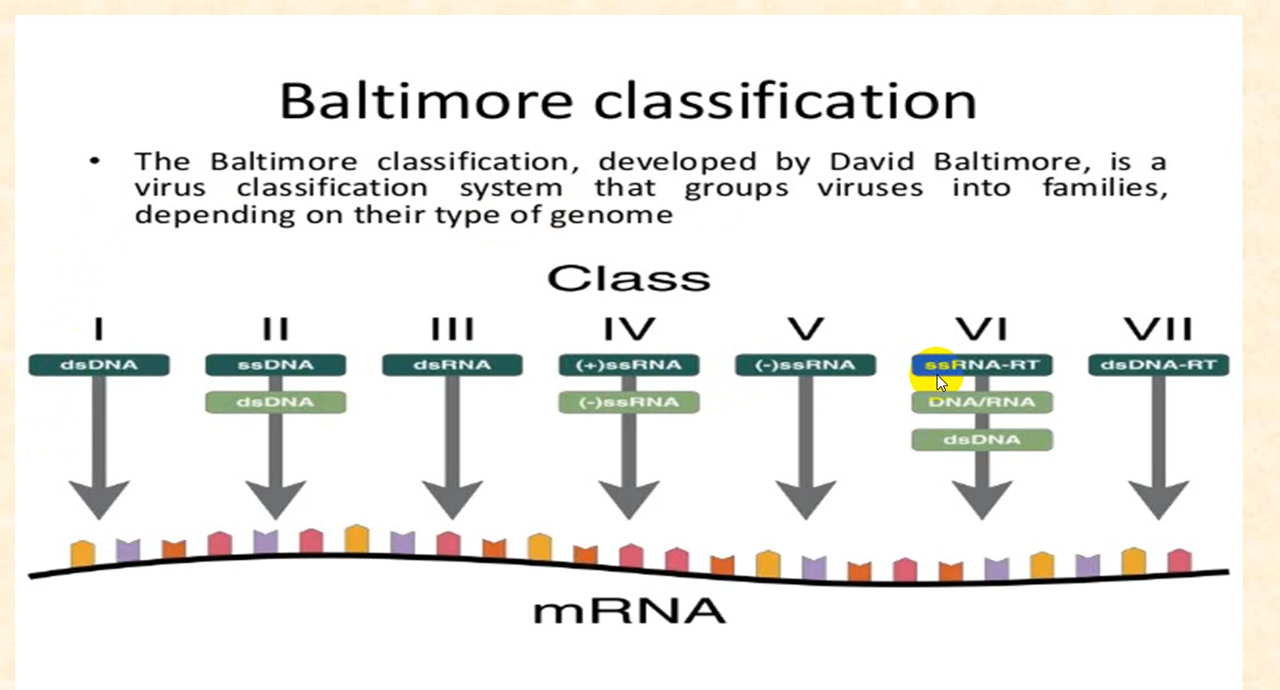 Baltimore classification
• The Baltimore classification, developed by David Baltimore, is a
virus classification system that groups viruses into families,
depending on their type of genome
Class
I II III IV V VI VII
dsDNA ssDNA dsRNA (+)ssRNA (-)ssRNA ssRNA-RT dsDNA-RT
dsDNA (-)ssRNA DNA/RNA
dsDNA
mRNA